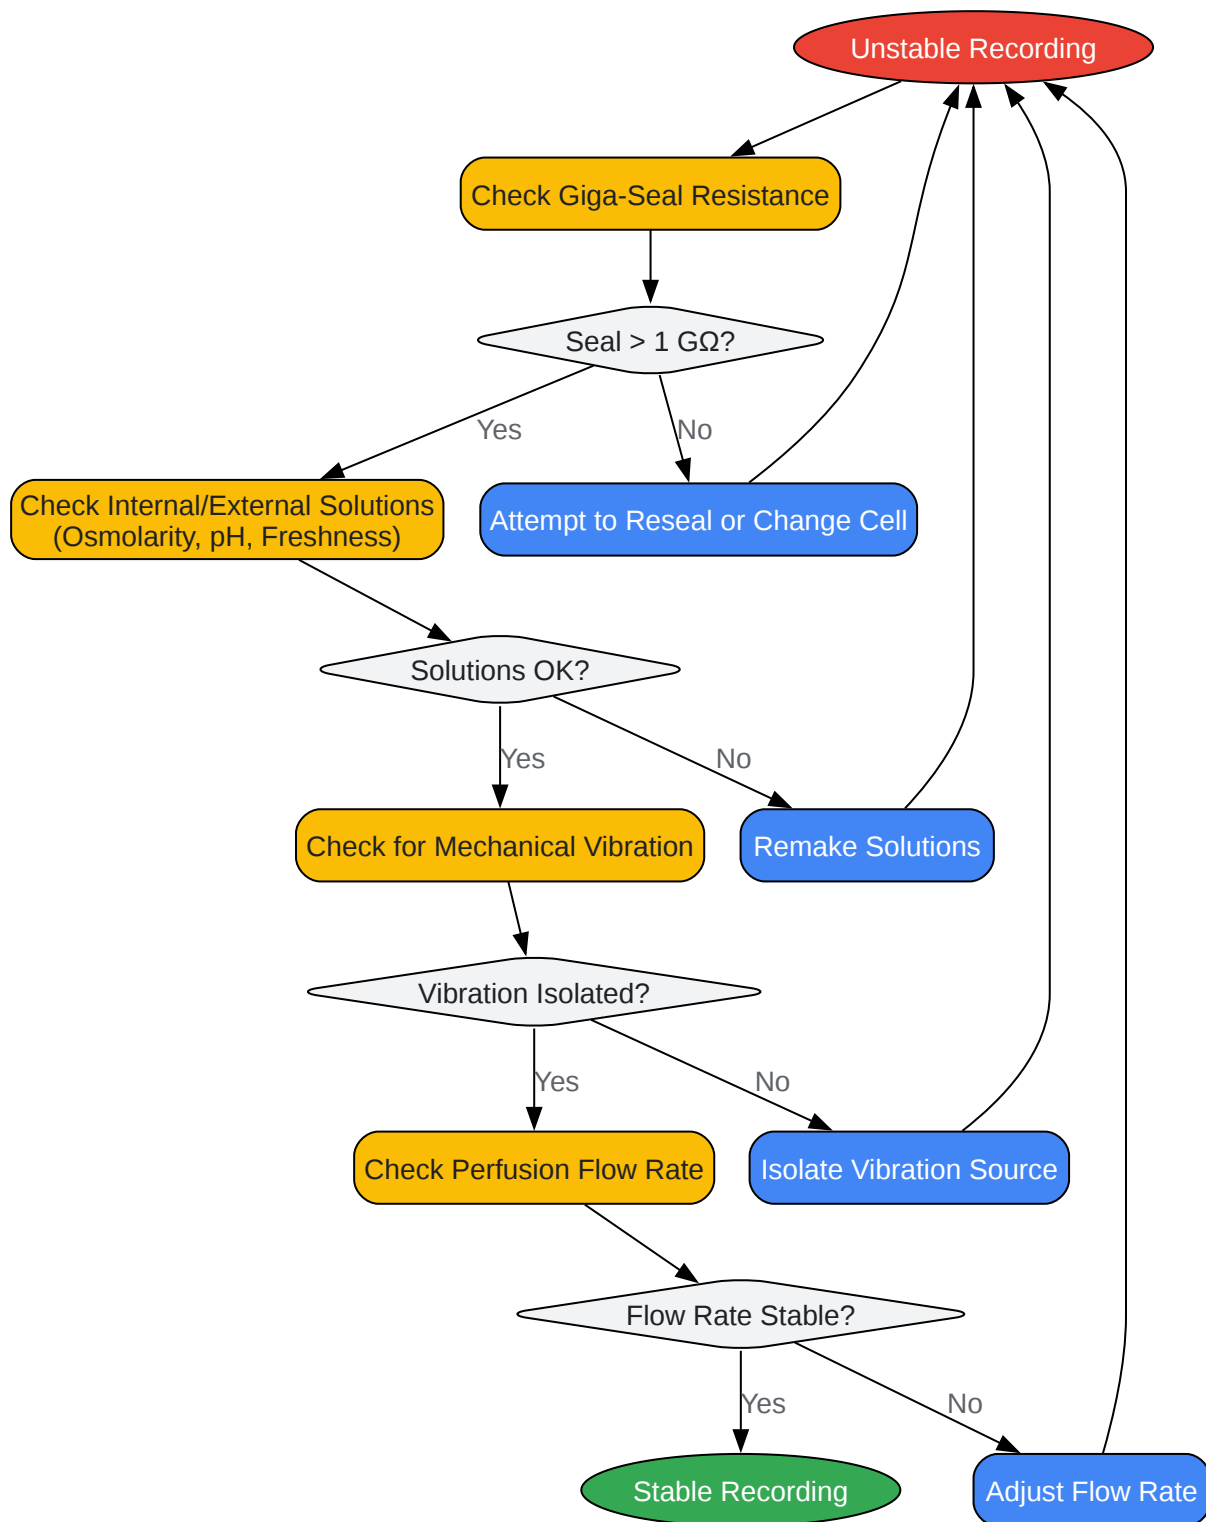 Unstable Recording
Check Giga-Seal Resistance
Seal > 1 GΩ?
Yes
No
Check Internal/External Solutions
(Osmolarity, pH, Freshness)
Attempt to Reseal or Change Cell
Solutions OK?
Yes
No
Check for Mechanical Vibration
Remake Solutions
Vibration Isolated?
Yes
No
Check Perfusion Flow Rate
Isolate Vibration Source
Flow Rate Stable?
Yes
No
Stable Recording
Adjust Flow Rate